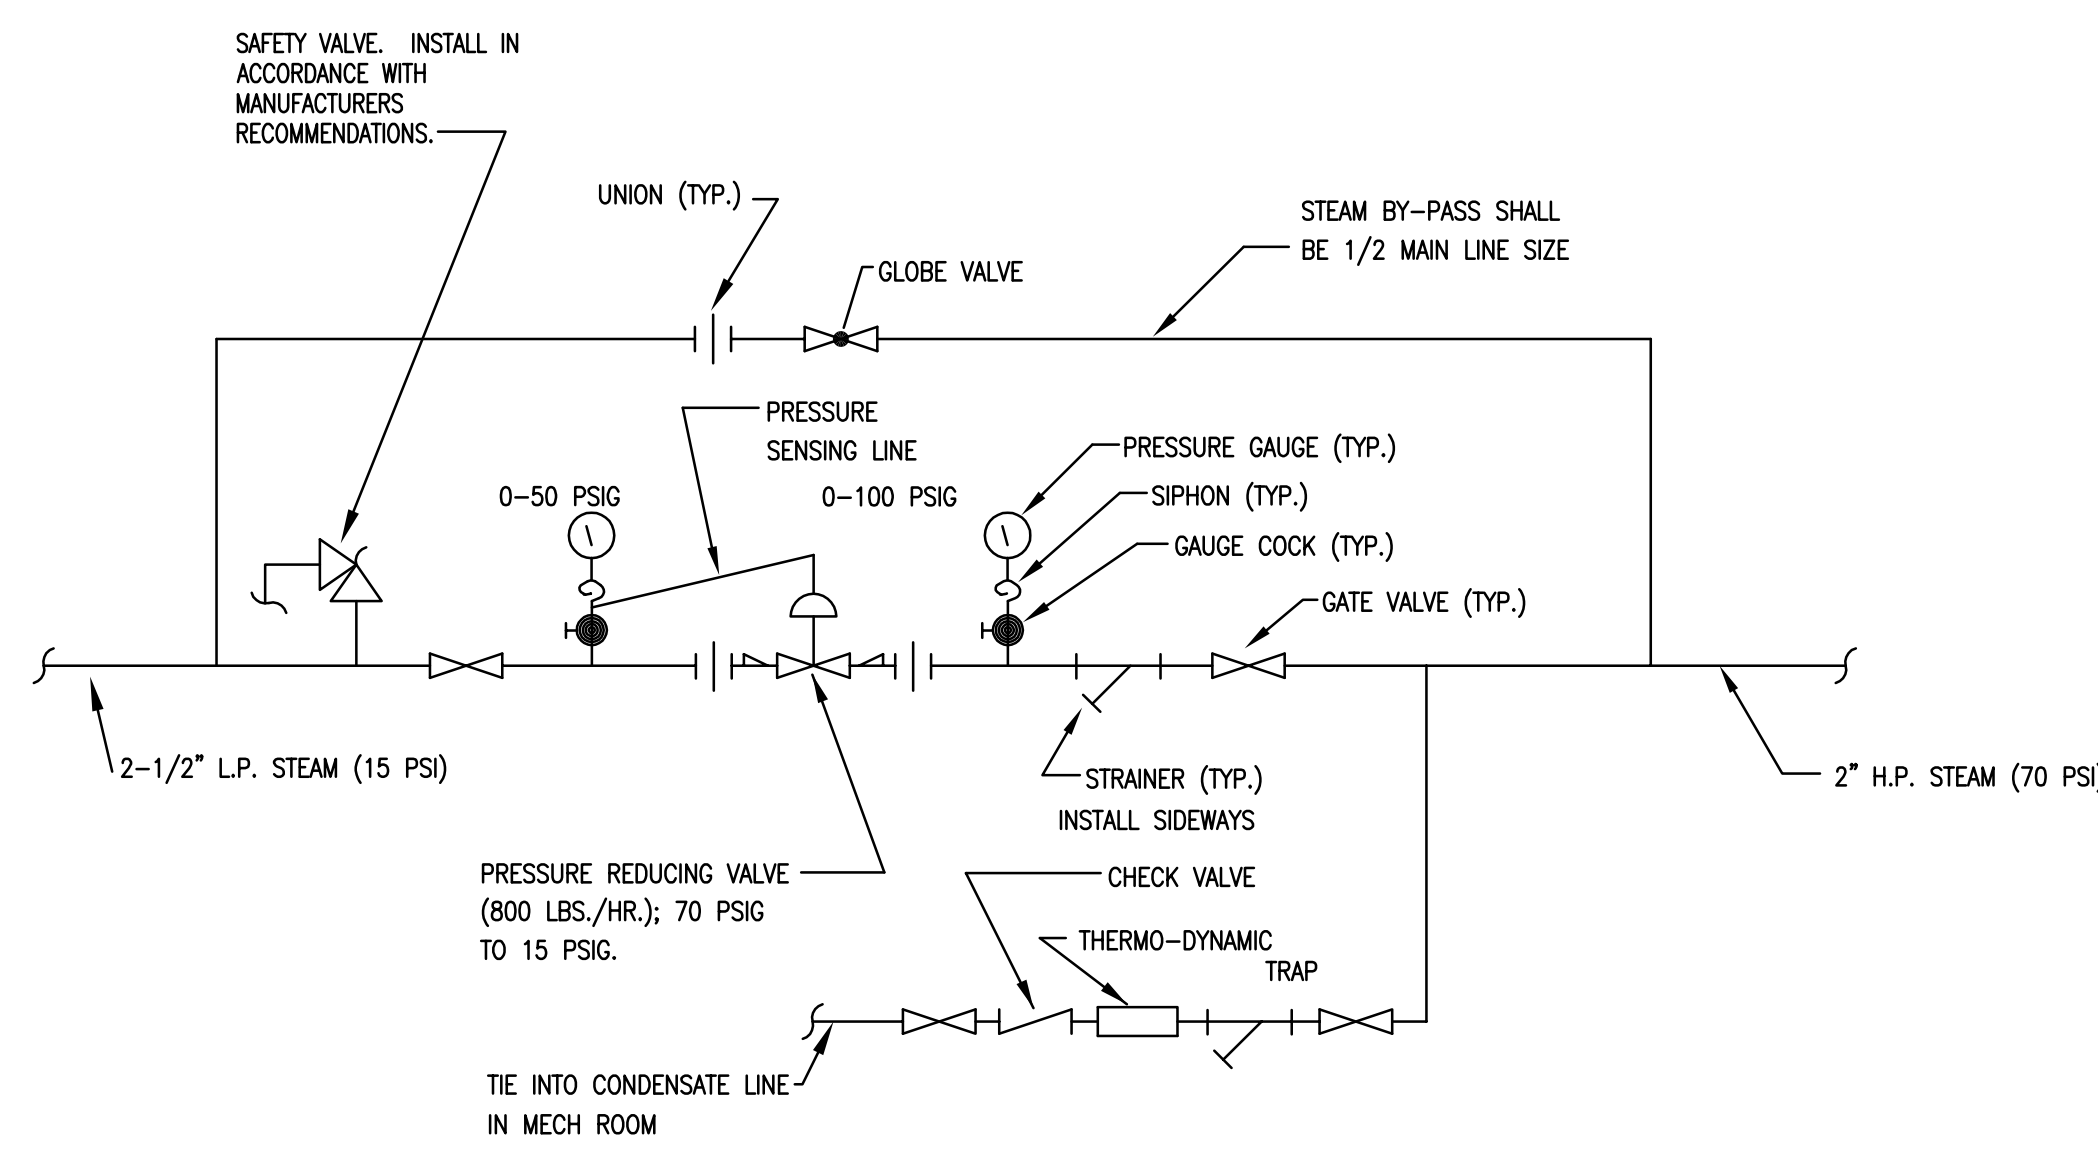 SAFETY VALVE. INSTALL IN
ACCORDANCE WITH
MANUFACTURERS
RECOMMENDATIONS.
UNION (TYP.)
STEAM BY-PASS SHALL
BE 1/2 MAIN LINE SIZE
GLOBE VALVE
PRESSURE
SENSING LINE
PRESSURE GAUGE (TYP.)
0-50 PSIG
0-100 PSIG
SIPHON (TYP.)
GAUGE COCK (TYP.)
GATE VALVE (TYP.)
2-1/2" L.P. STEAM (15 PSI)
STRAINER (TYP.)
INSTALL SIDEWAYS
2" H.P. STEAM (70 PSI)
PRESSURE REDUCING VALVE
(800 LBS./HR.); 70 PSIG
TO 15 PSIG.
CHECK VALVE
THERMO-DYNAMIC
TRAP
TIE INTO CONDENSATE LINE
IN MECH ROOM